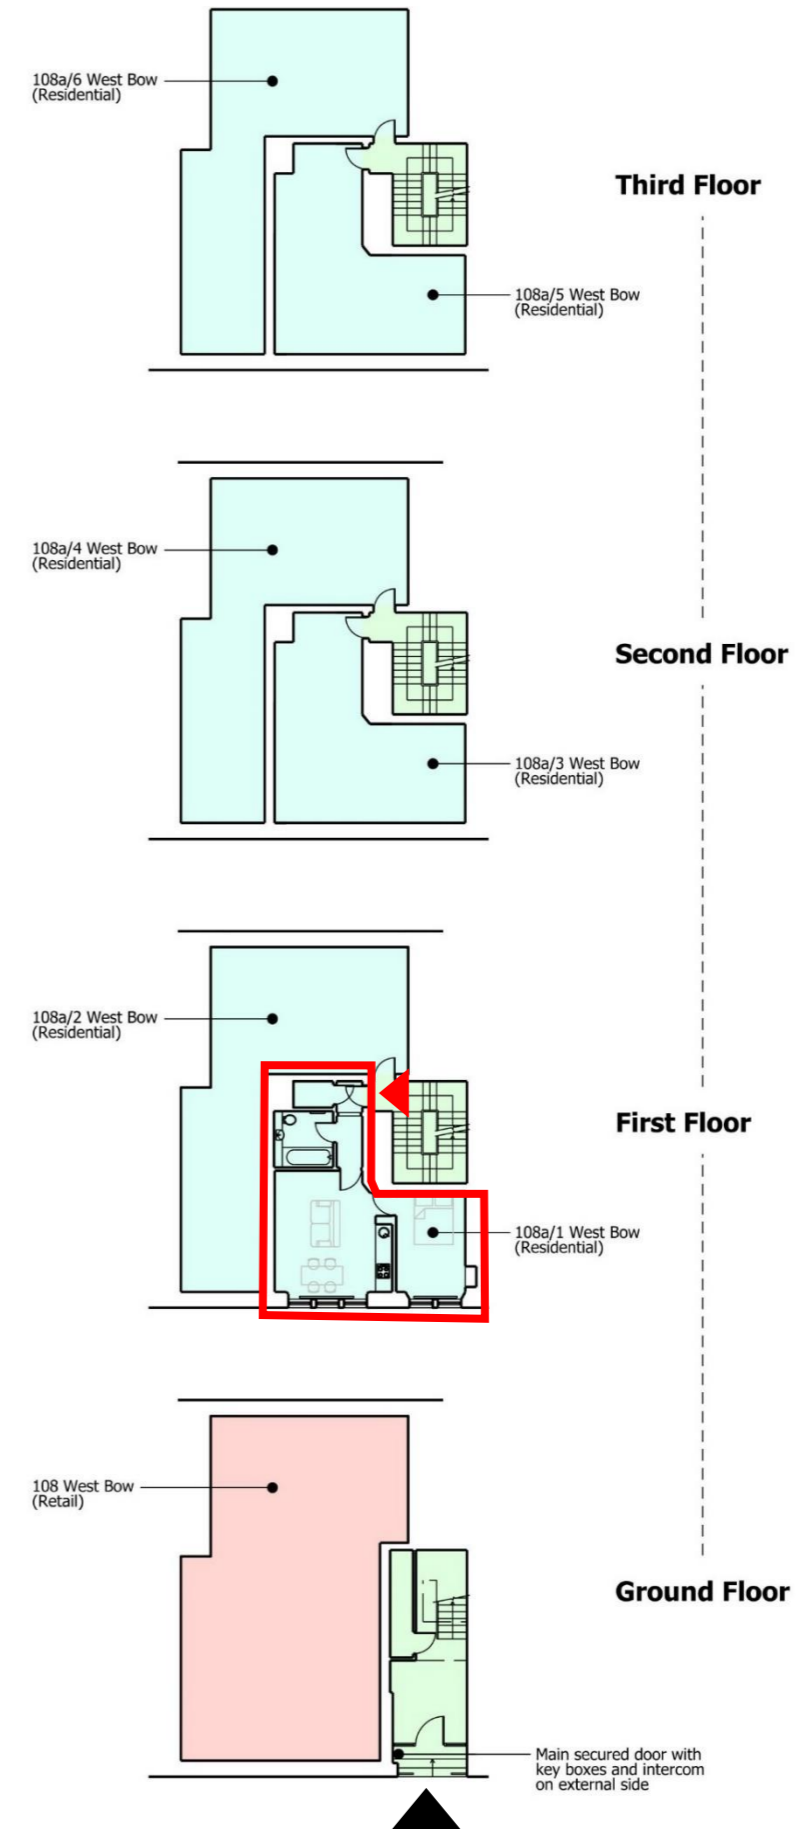 108a/6 West Bow
(Residential)
Third Floor
108a/5 West Bow
(Residential)
108a/4 West Bow
(Residential)
Second Floor
108a/3 West Bow
(Residential)
108a/2 West Bow
(Residential)
First Floor
108a/1 West Bow
(Residential)
108 West Bow
(Retail)
Ground Floor
Main secured door with
key boxes and intercom
on external side